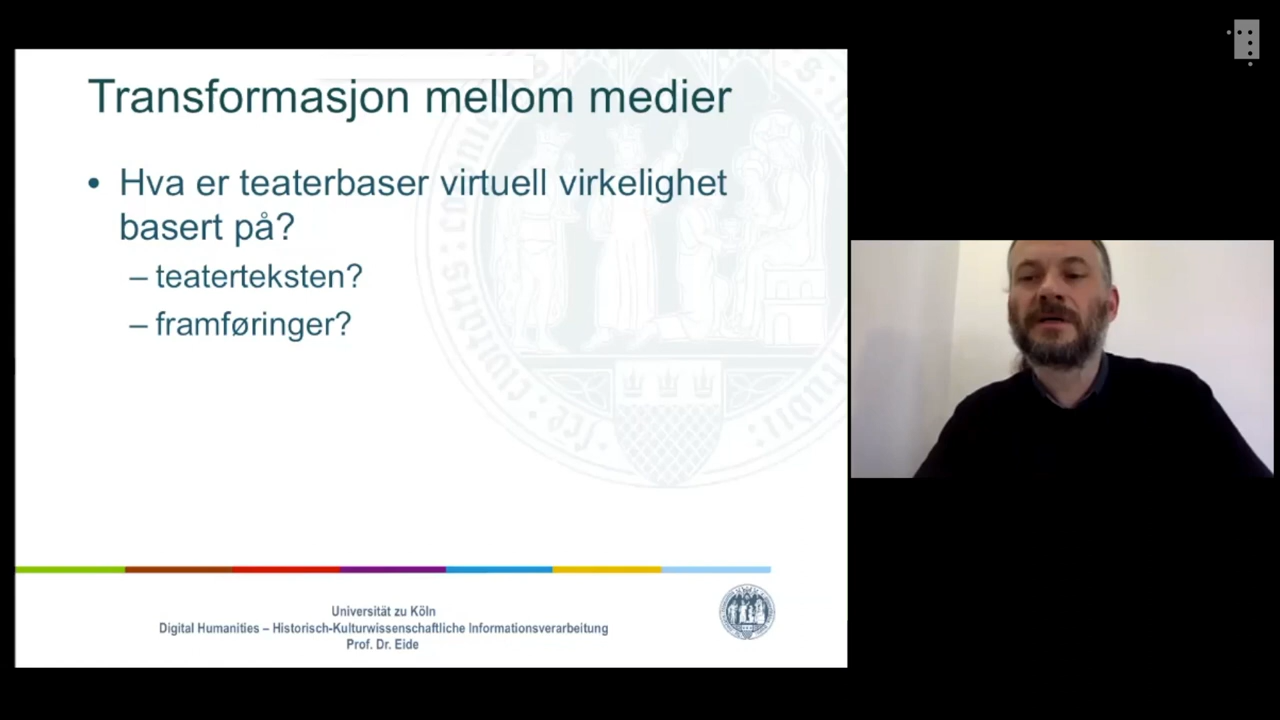 Transformasjon mellom medier
• Hva er teaterbaser virtuell virkelighet
basert på?
– teaterteksten?
– framføringer?
Universität zu Köln
Digital Humanities – Historisch-Kulturwissenschaftliche Informationsverarbeitung
Prof. Dr. Eide